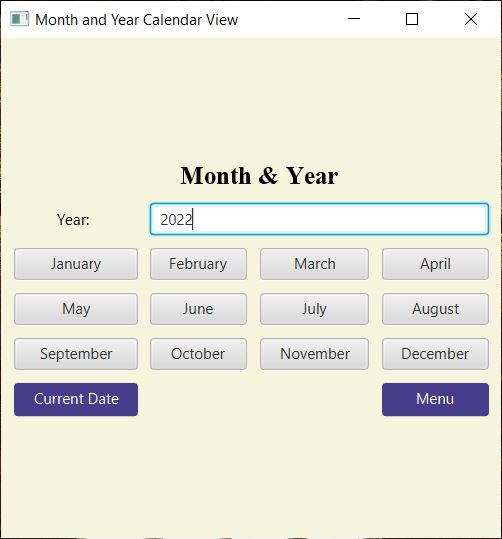 Month and Year Calendar View
Month & Year
Year: 2022
January February March April
May June July August
September October November December
Current Date Menu